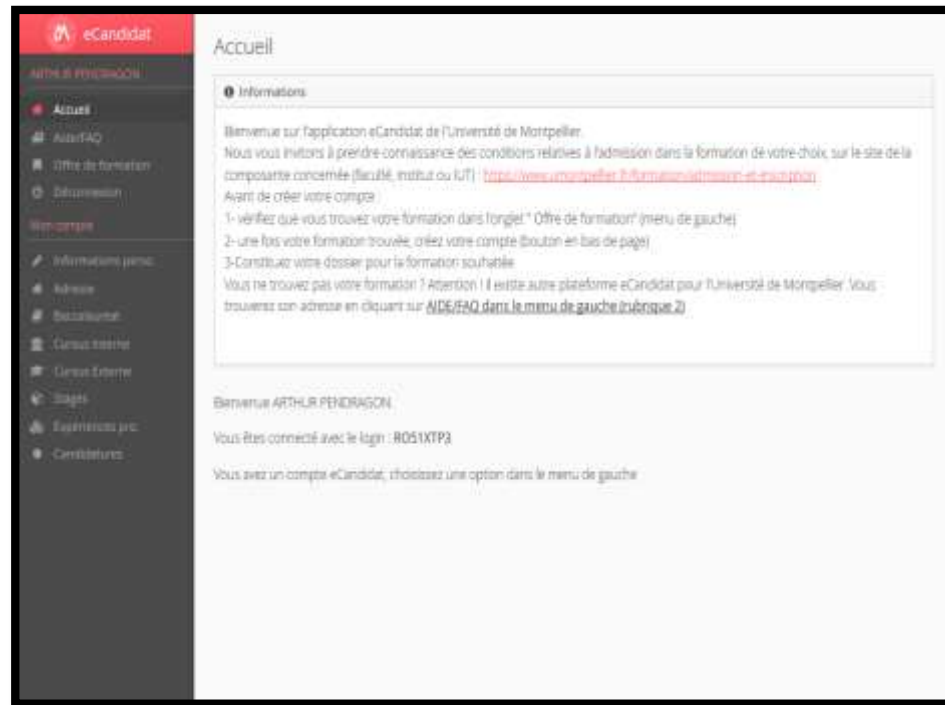 eCandidat
ARTHUR PENDRAGON
Accueil
Aide/FAQ
Offre de formation
Déconnexion
Mon compte
Informations perso.
Adresse
Baccalauréat
Cursus interne
Cursus Externe
Stages
Expériences pro.
Candidatures
Accueil
Informations
Bienvenue sur l'application eCandidat de l'Université de Montpellier.
Nous vous invitons à prendre connaissance des conditions relatives à l'admission dans la formation de votre choix, sur le site de la
composante concernée (faculté, institut ou IUT) : https://www.umontpellier.fr/formation/admission-et-inscription
Avant de créer votre compte :
1- vérifiez que vous trouvez votre formation dans l'onglet " Offre de formation" (menu de gauche)
2- une fois votre formation trouvée, créez votre compte (bouton en bas de page)
3-Constituez votre dossier pour la formation souhaitée
Vous ne trouvez pas votre formation ? Attention ! il existe autre plateforme eCandidat pour l'Université de Montpellier. Vous
trouverez son adresse en cliquant sur AIDE/FAQ dans le menu de gauche (rubrique 2)
Bienvenue ARTHUR PENDRAGON
Vous êtes connecté avec le login : RO51XTP3
Vous avez un compte eCandidat, choisissez une option dans le menu de gauche